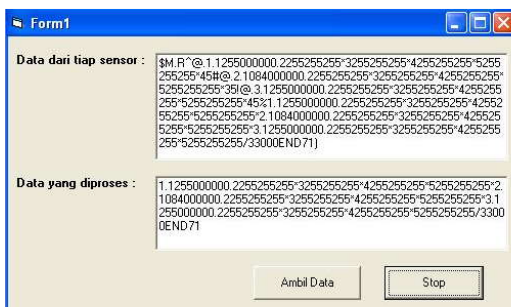 Form1
Data dari tiap sensor :
$M.R^@.1.1255000000.2255255255*3255255255*4255255255*5255
255255*45#@.2.1084000000.2255255255*3255255255*4255255255*
5255255255*35!@.3.1255000000.2255255255*3255255255*4255255
255*5255255255*45%1.1255000000.2255255255*3255255255*42552
55255*5255255255*2.1084000000.2255255255*3255255255*425525
5255*5255255255*3.1255000000.2255255255*3255255255*4255255
255*5255255255/33000END71)
Data yang diproses :
1.1255000000.2255255255*3255255255*4255255255*5255255255*2.
1084000000.2255255255*3255255255*4255255255*5255255255*3.1
255000000.2255255255*3255255255*4255255255*5255255255/3300
0END71
Ambil Data
Stop